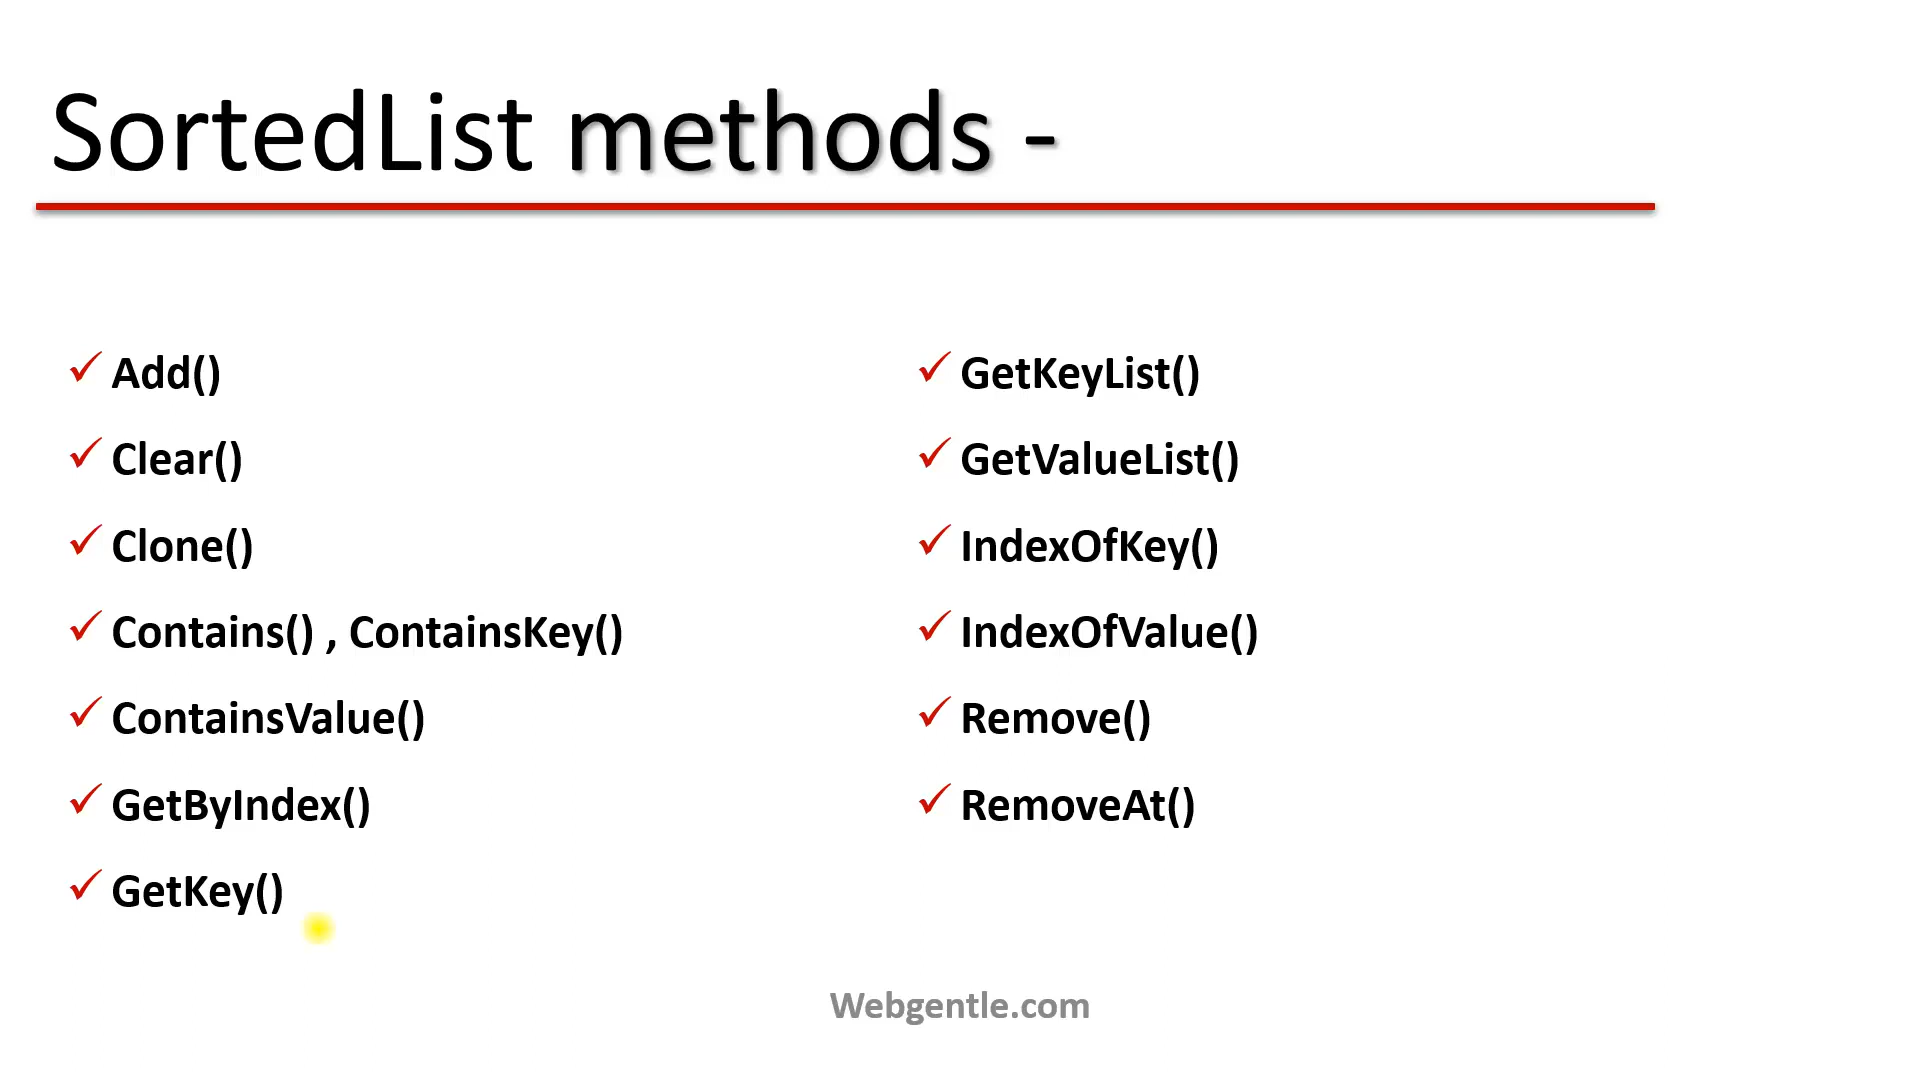 SortedList methods -
Add()
Clear()
Clone()
Contains() , ContainsKey()
ContainsValue()
GetByIndex()
GetKey()
GetKeyList()
GetValueList()
IndexOfKey()
IndexOfValue()
Remove()
RemoveAt()
Webgentle.com